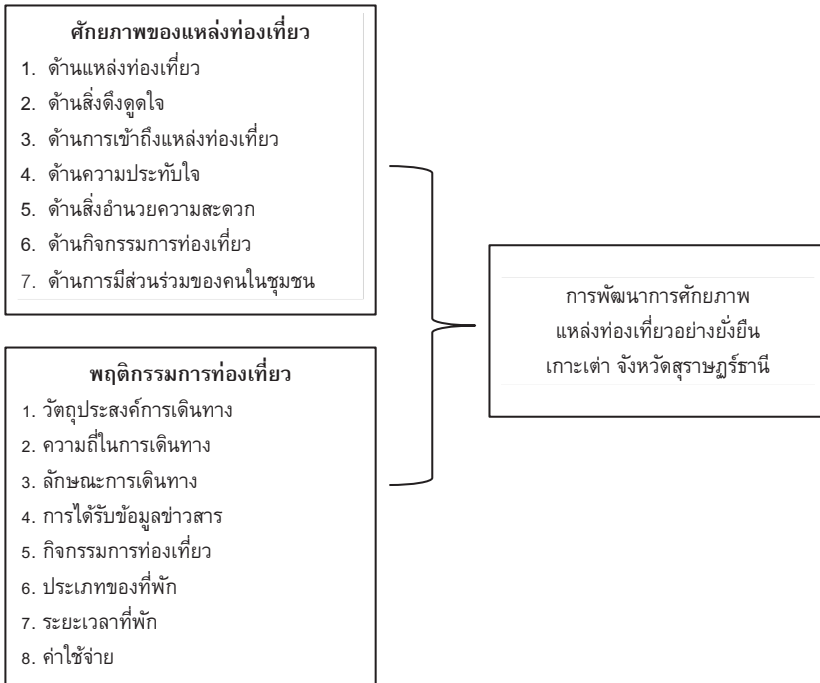 ศักยภาพของแหล่งท่องเที่ยว
1. ด้านแหล่งท่องเที่ยว
2. ด้านสิ่งดึงดูดใจ
3. ด้านการเข้าถึงแหล่งท่องเที่ยว
4. ด้านความประทับใจ
5. ด้านสิ่งอำนวยความสะดวก
6. ด้านกิจกรรมการท่องเที่ยว
7. ด้านการมีส่วนร่วมของคนในชุมชน
พฤติกรรมการท่องเที่ยว
1. วัตถุประสงค์การเดินทาง
2. ความถี่ในการเดินทาง
3. ลักษณะการเดินทาง
4. การได้รับข้อมูลข่าวสาร
5. กิจกรรมการท่องเที่ยว
6. ประเภทของที่พัก
7. ระยะเวลาที่พัก
8. ค่าใช้จ่าย
การพัฒนาการศักยภาพ
แหล่งท่องเที่ยวอย่างยั่งยืน
เกาะเต่า จังหวัดสุราษฎร์ธานี